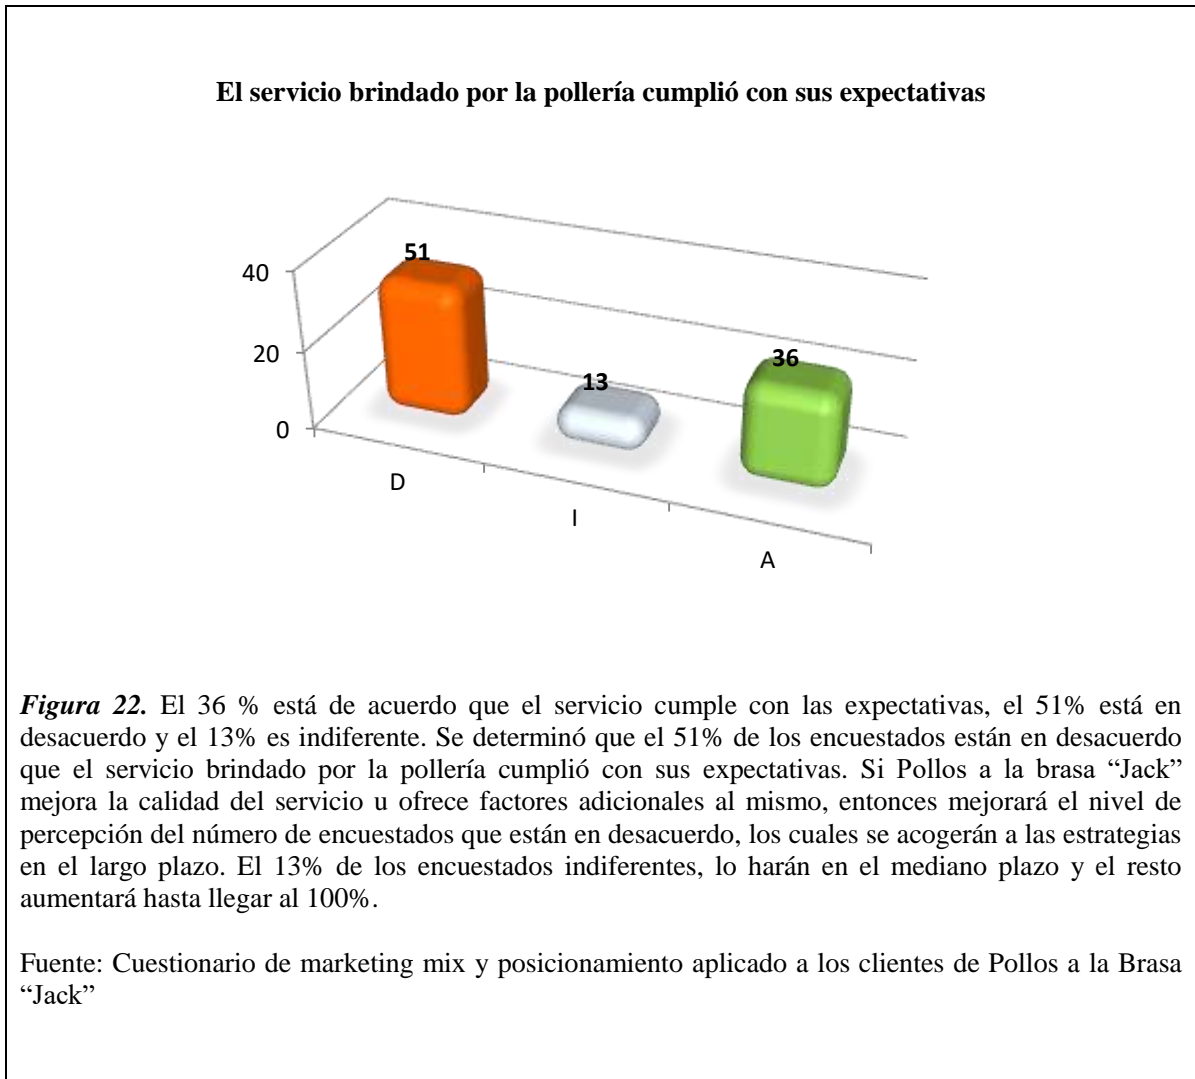 El servicio brindado por la pollería cumplió con sus expectativas
51
40
36
20
13
0
D
I
A
Figura 22. El 36 % está de acuerdo que el servicio cumple con las expectativas, el 51% está en
desacuerdo y el 13% es indiferente. Se determinó que el 51% de los encuestados están en desacuerdo
que el servicio brindado por la pollería cumplió con sus expectativas. Si Pollos a la brasa “Jack”
mejora la calidad del servicio u ofrece factores adicionales al mismo, entonces mejorará el nivel de
percepción del número de encuestados que están en desacuerdo, los cuales se acogerán a las estrategias
en el largo plazo. El 13% de los encuestados indiferentes, lo harán en el mediano plazo y el resto
aumentará hasta llegar al 100%.
Fuente: Cuestionario de marketing mix y posicionamiento aplicado a los clientes de Pollos a la Brasa
“Jack”